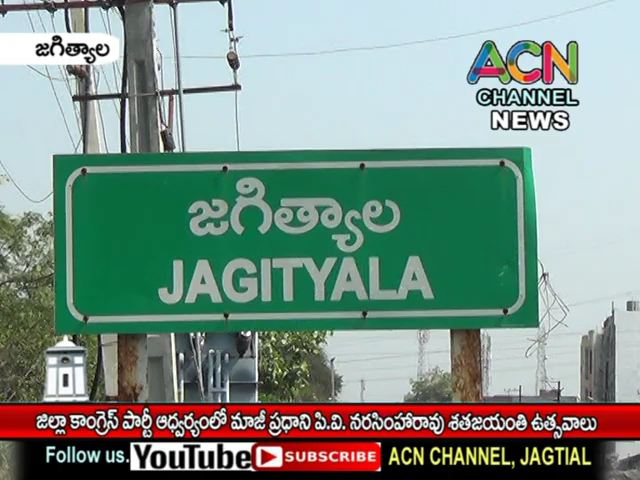 జగిత్యాల
ACN
CHANNEL
NEWS
జగిత్యాల
JAGITYALA
జిల్లా కాంగ్రెస్ పార్టీ ఆధ్వర్యంలో మాజీ ప్రధాని పి.వి. నరసింహారావు శతజయంతి ఉత్సవాలు
Follow us. YouTube SUBSCRIBE ACN CHANNEL, JAGTIAL